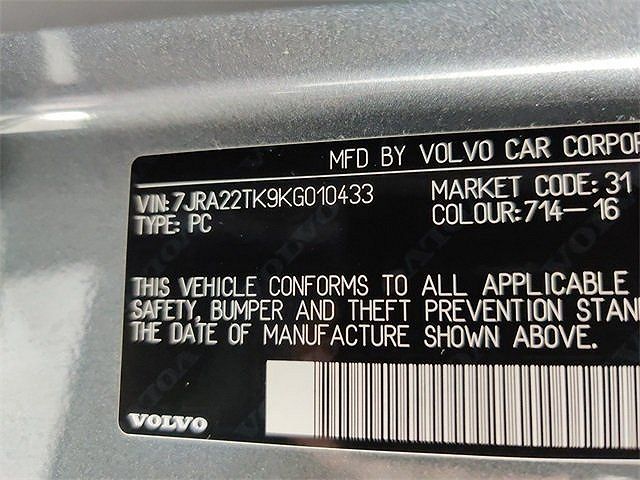 MFD BY VOLVO CAR CORPOR
VIN:7JRA22TK9KG010433
MARKET CODE: 31
TYPE: PC
COLOUR:714-16
THIS VEHICLE CONFORMS TO ALL APPLICABLE
SAFETY, BUMPER AND THEFT PREVENTION STAN
THE DATE OF MANUFACTURE SHOWN ABOVE.
VOLVO